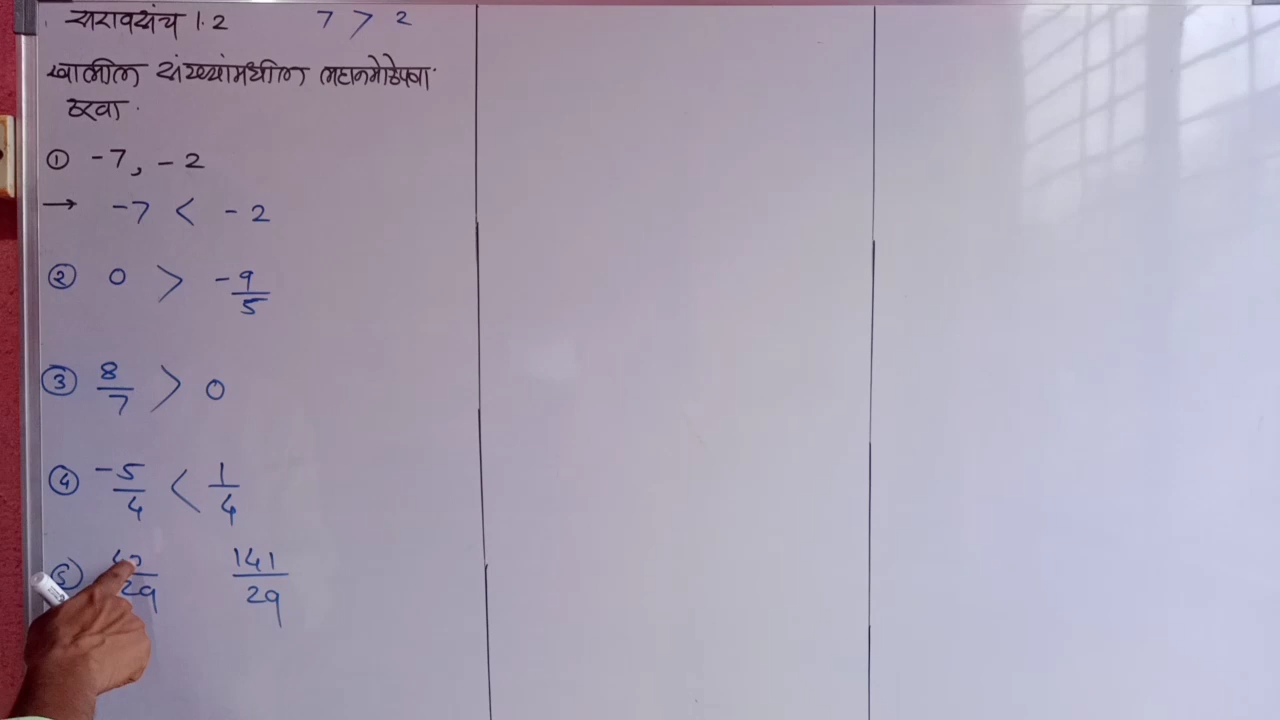 सरावसंच 1.2 7 > 2
खालील संख्यांमधील लहानमोठेपणा
ठरवा.
① -7, -2
→ -7 < -2
② 0 > -9/5
③ 8/7 > 0
④ -5/4 < 1/4
⑤ /29 141/29